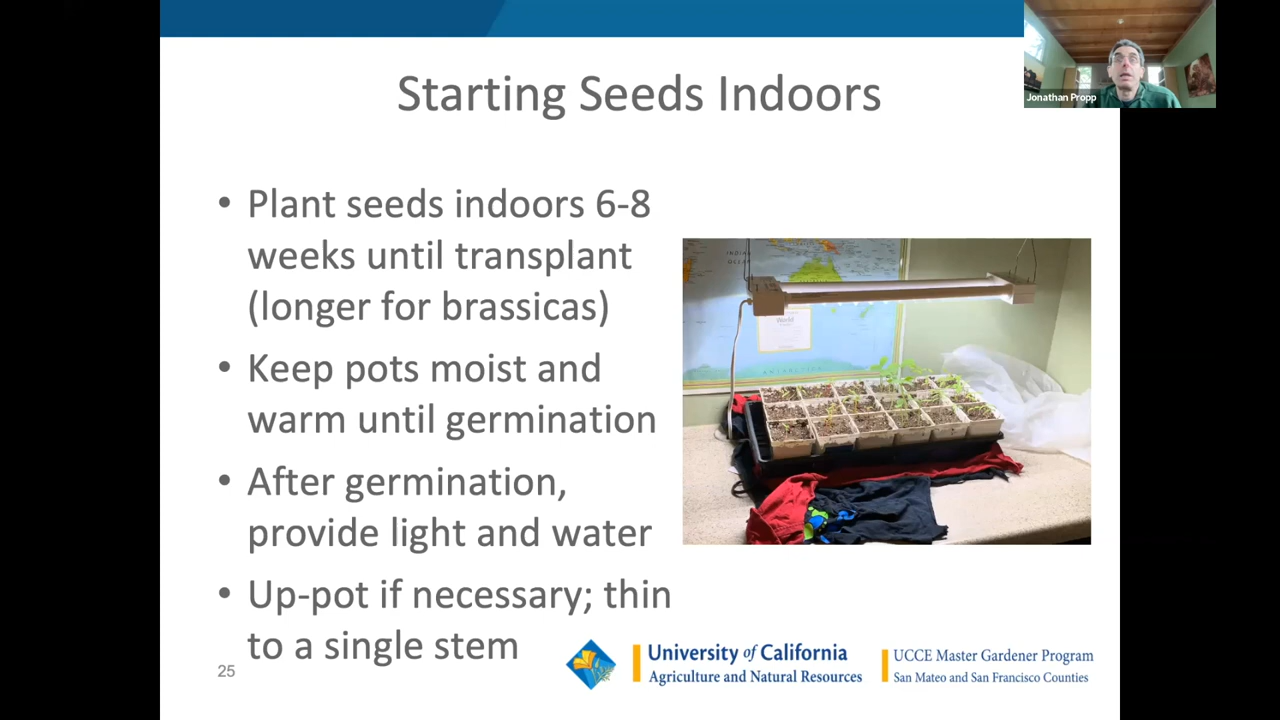 Starting Seeds Indoors
Jonathan Propp
• Plant seeds indoors 6-8
weeks until transplant
(longer for brassicas)
• Keep pots moist and
warm until germination
• After germination,
provide light and water
• Up-pot if necessary; thin
to a single stem
INDIAN
ANTARCTICA
25
University of California
Agriculture and Natural Resources
UCCE Master Gardener Program
San Mateo and San Francisco Counties